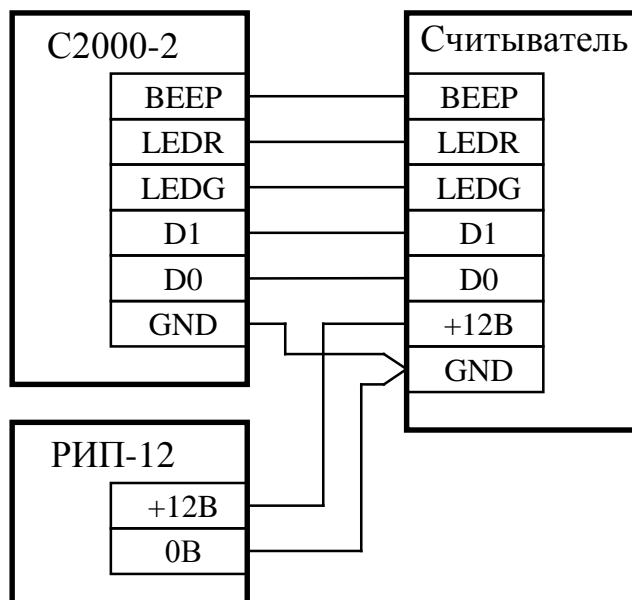 С2000-2
BEEP
LEDR
LEDG
D1
D0
GND
Считыватель
BEEP
LEDR
LEDG
D1
D0
+12В
GND
РИП-12
+12В
0В